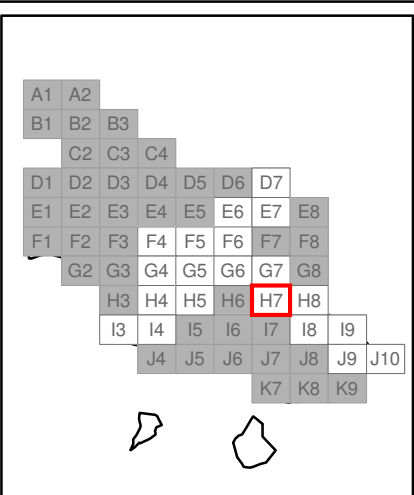 A1 A2
B1 B2 B3
C2 C3 C4
D1 D2 D3 D4 D5 D6 D7
E1 E2 E3 E4 E5 E6 E7 E8
F1 F2 F3 F4 F5 F6 F7 F8
G2 G3 G4 G5 G6 G7 G8
H3 H4 H5 H6 H7 H8
I3 I4 I5 I6 I7 I8 I9
J4 J5 J6 J7 J8 J9 J10
K7 K8 K9